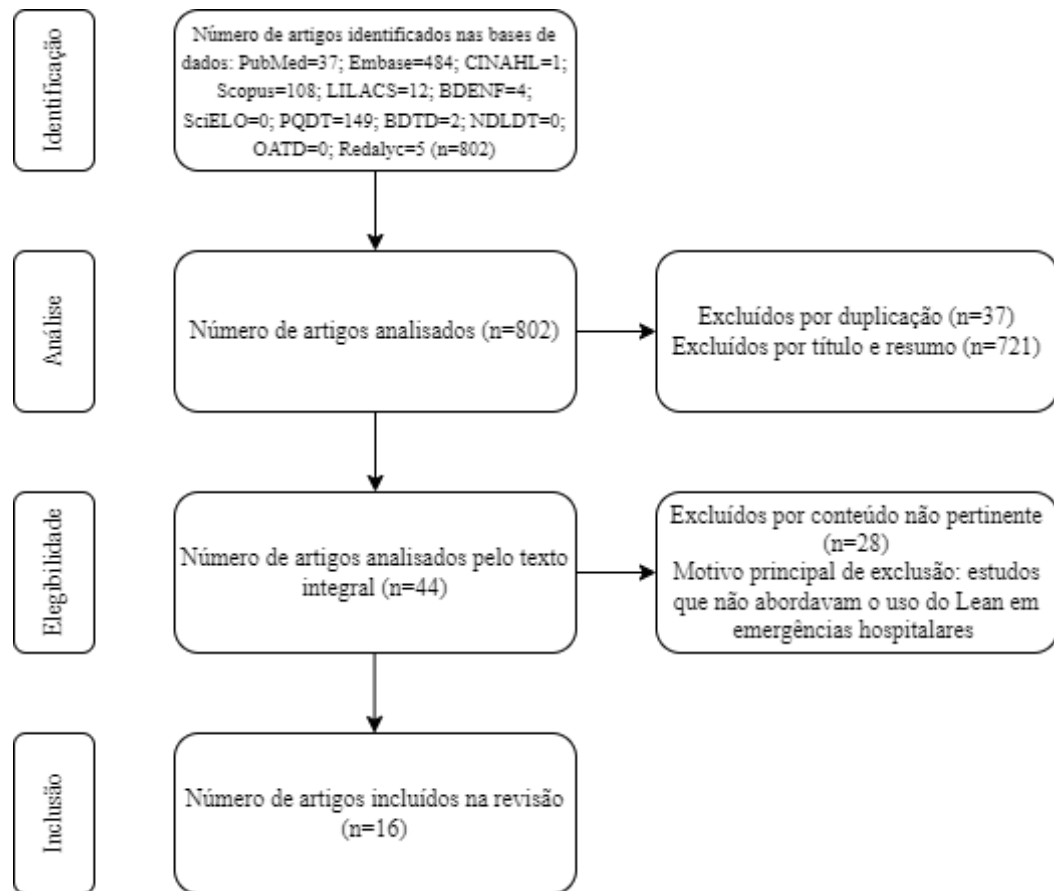 Identificação
Número de artigos identificados nas bases de
dados: PubMed=37; Embase=484; CINAHL=1;
Scopus=108; LILACS=12; BDENF=4;
SciELO=0; PQDT=149; BDTD=2; NDLDT=0;
OATD=0; Redalyc=5 (n=802)
Análise
Número de artigos analisados (n=802)
Excluídos por duplicação (n=37)
Excluídos por título e resumo (n=721)
Elegibilidade
Número de artigos analisados pelo texto
integral (n=44)
Excluídos por conteúdo não pertinente
(n=28)
Motivo principal de exclusão: estudos
que não abordavam o uso do Lean em
emergências hospitalares
Inclusão
Número de artigos incluídos na revisão
(n=16)